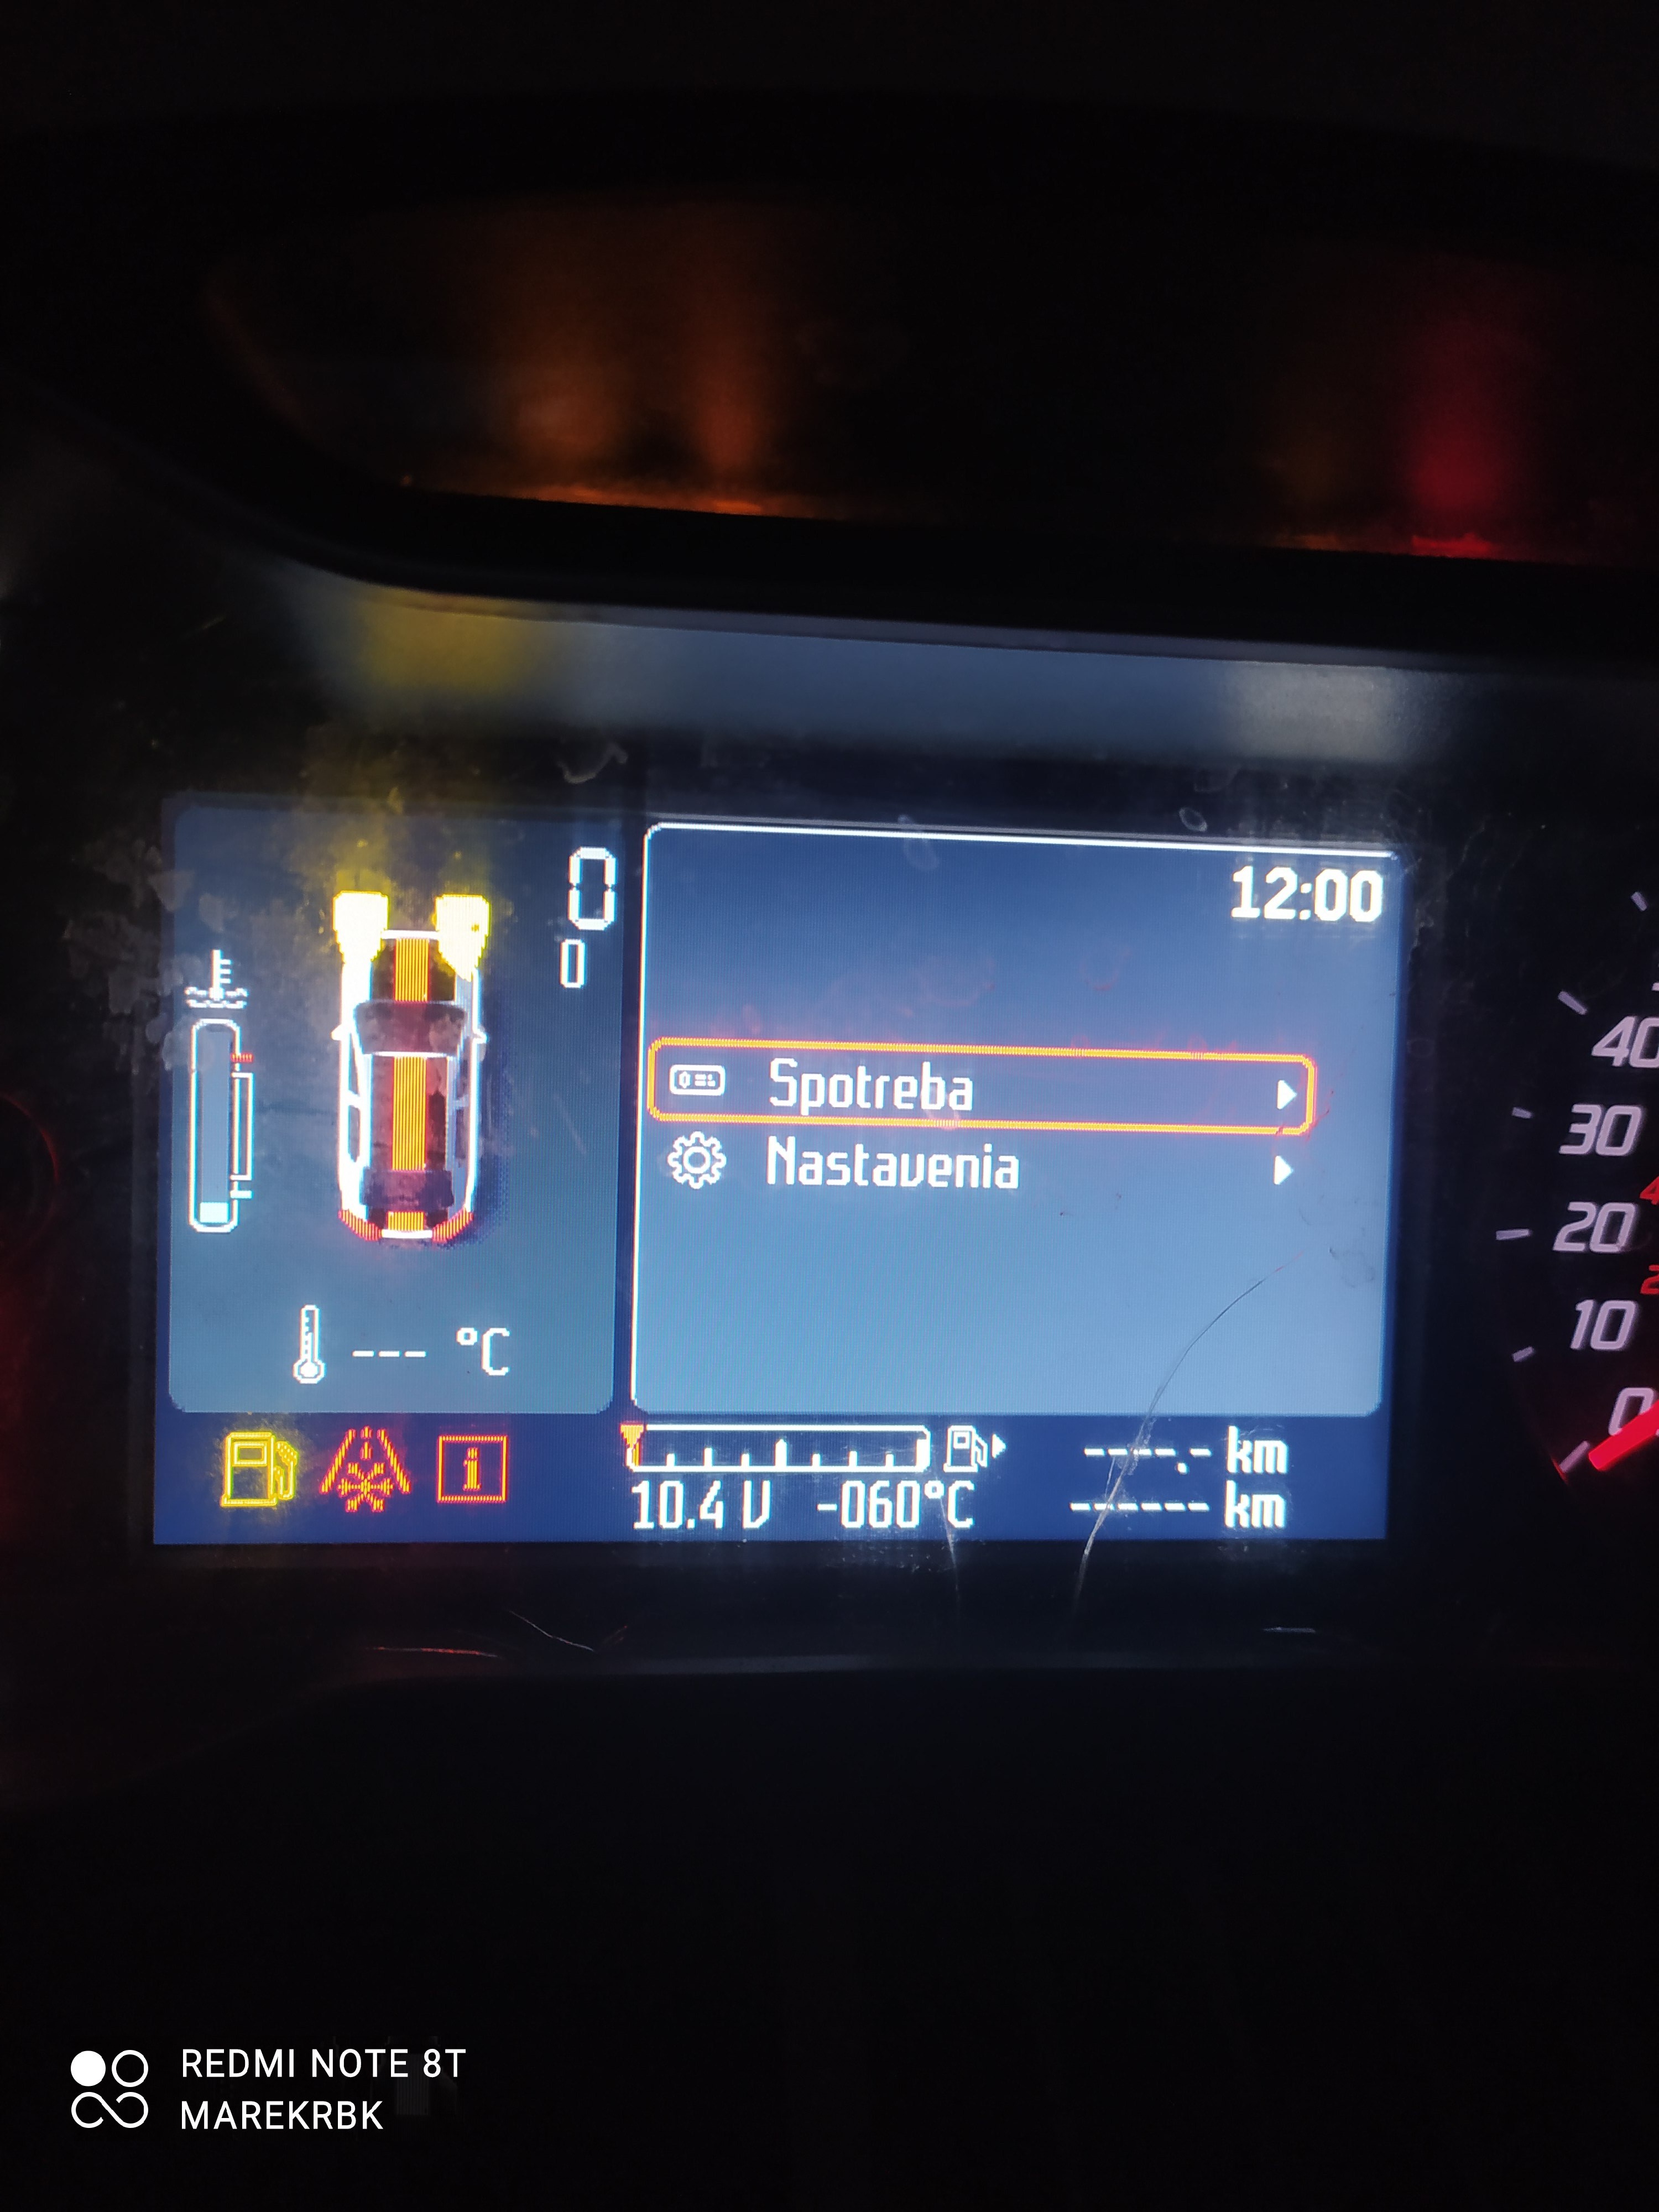 0
0
12:00
Spotreba
Nastavenia
--- °C
i
10.4 V -060°C
----.- km
------ km
40
30
20
10
0
REDMI NOTE 8T
MAREKRBK